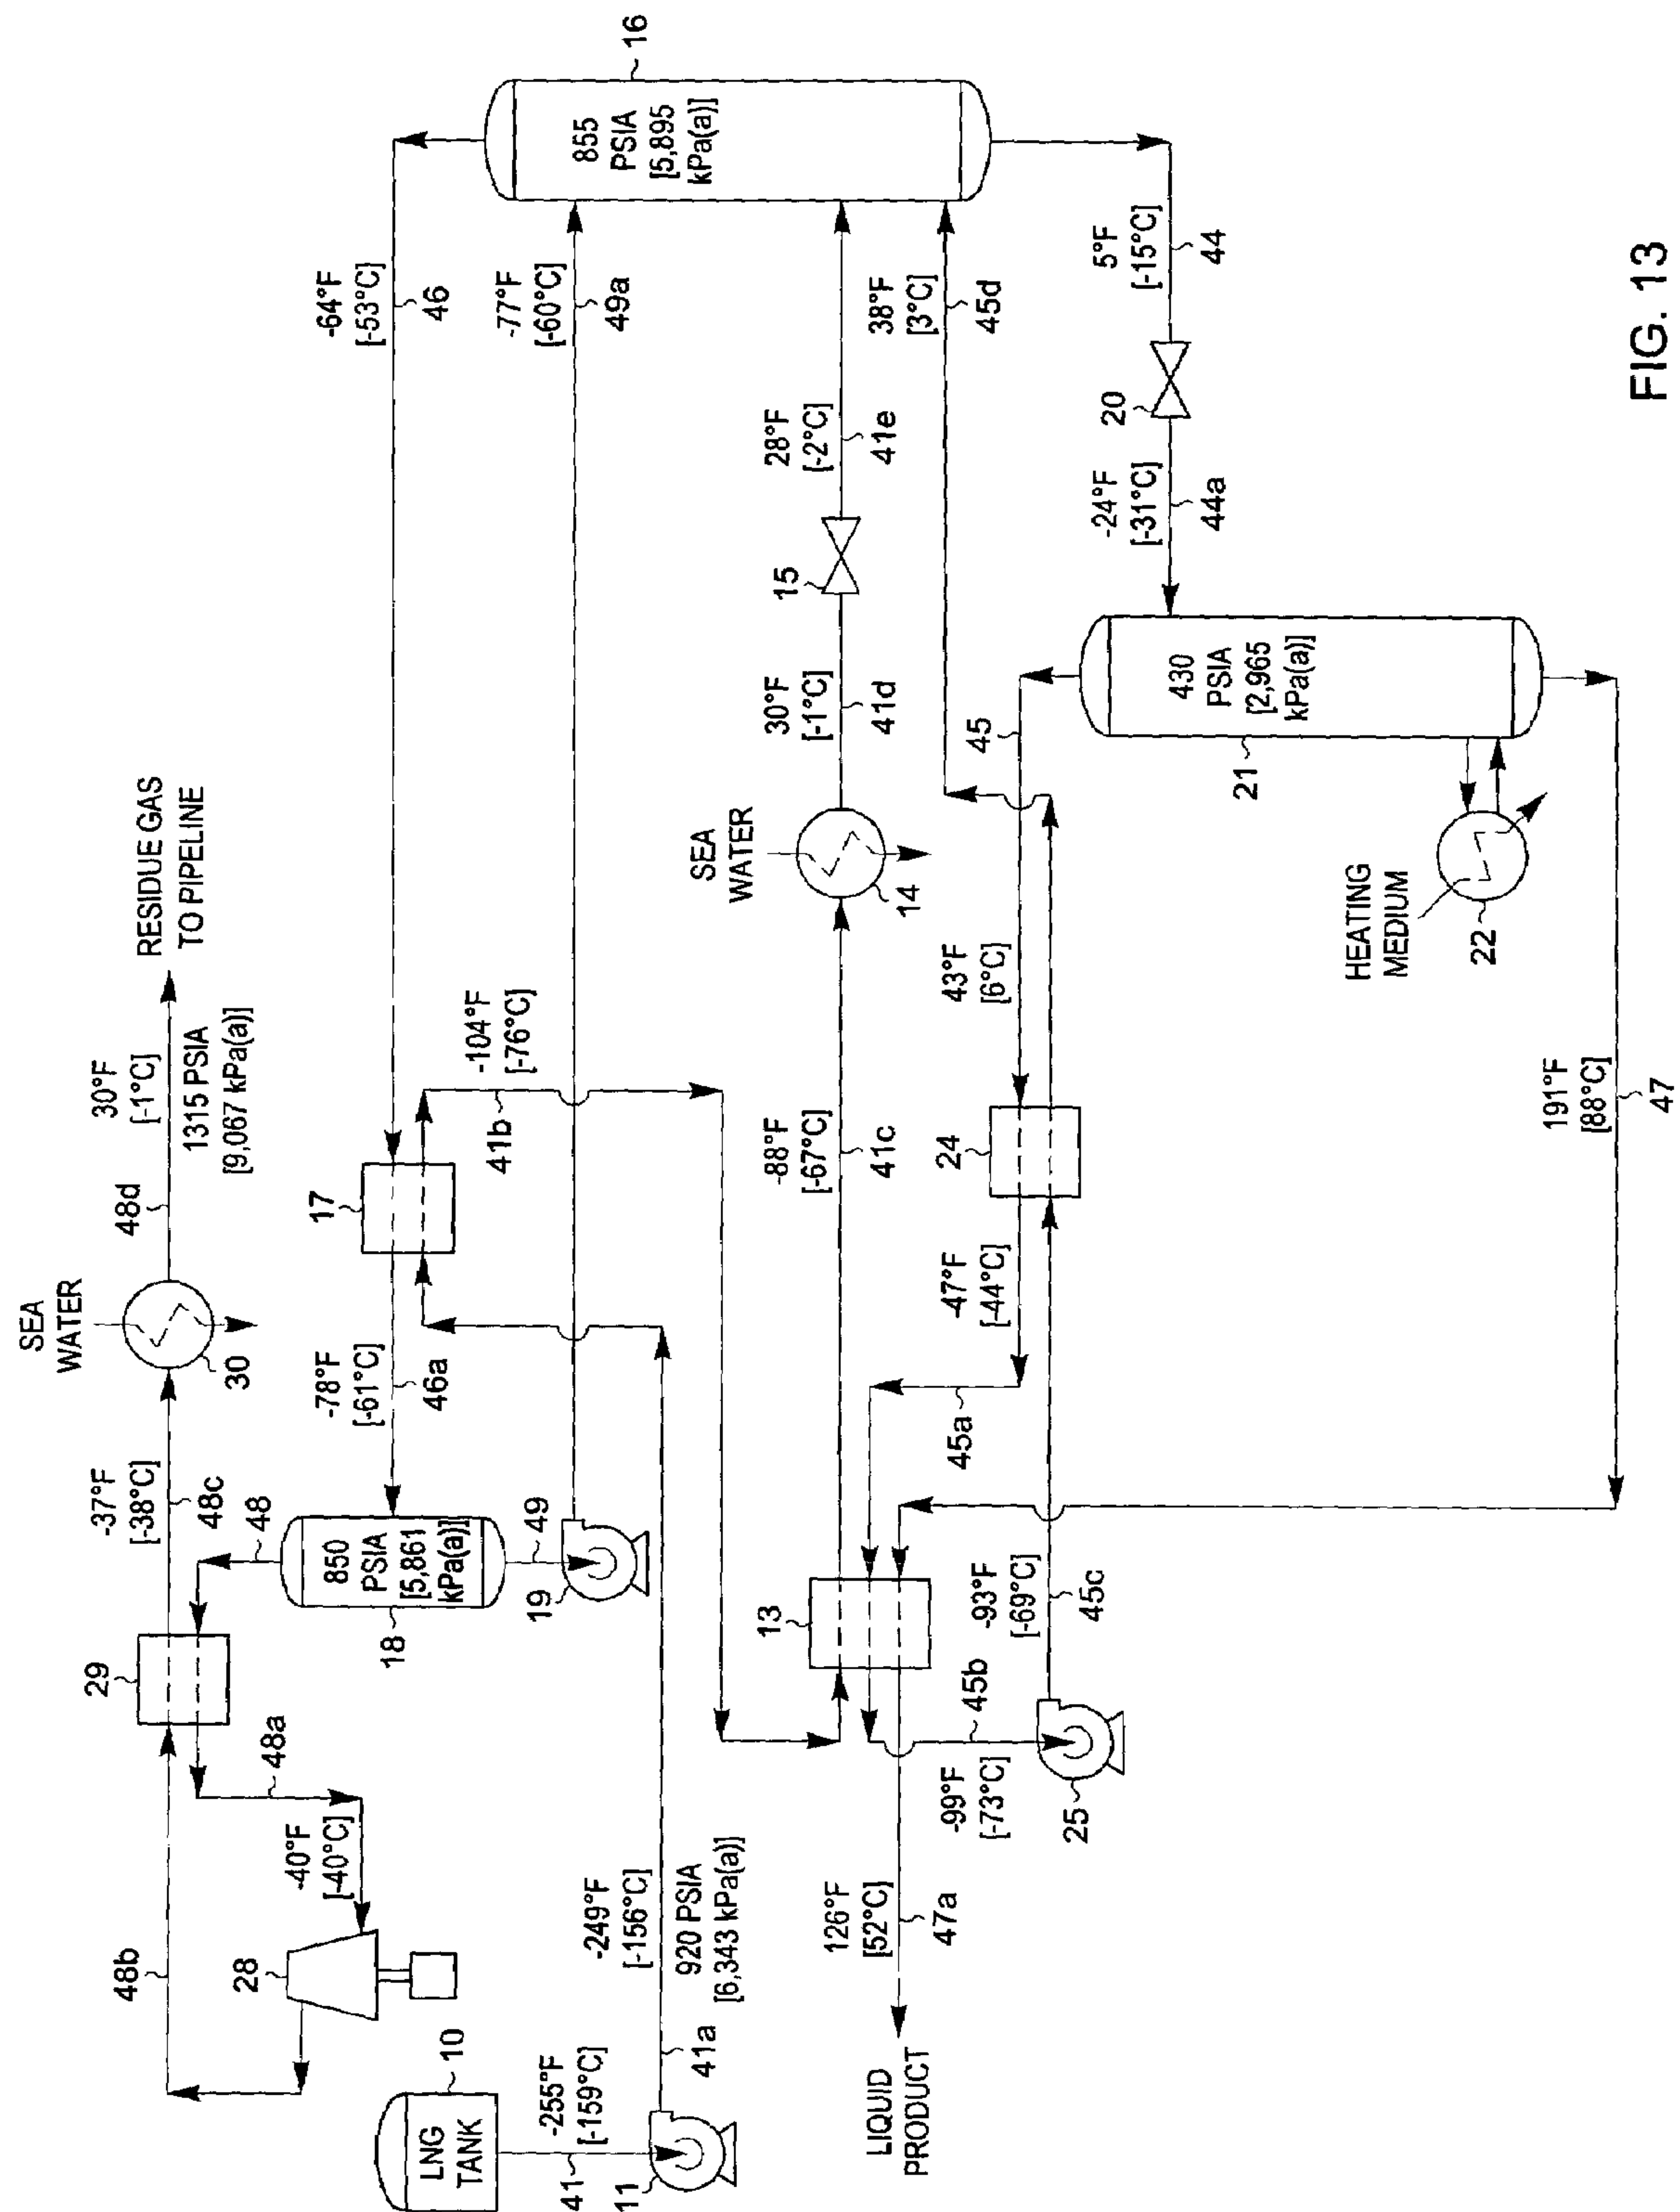 FIG. 13
RESIDUE GAS
TO PIPELINE
SEA
WATER
30°F
[-1°C]
48d
1315 PSIA
[9,067 kPa(a)]
30
-37°F
[-38°C]
48c
29
48
48a
48b
-40°F
[-40°C]
28
850
PSIA
[5,861
kPa(a)]
18
49
19
-78°F
[-61°C]
46a
17
-64°F
[-53°C]
46
-104°F
[-76°C]
41b
-77°F
[-60°C]
49a
855
PSIA
[5,895
kPa(a)]
16
LNG
TANK
10
-255°F
[-159°C]
41
11
-249°F
[-156°C]
920 PSIA
[6,343 kPa(a)]
41a
13
-88°F
[-67°C]
41c
SEA
WATER
14
30°F
[-1°C]
41d
15
28°F
[-2°C]
41e
38°F
[3°C]
45d
5°F
[-15°C]
44
20
-24°F
[-31°C]
44a
430
PSIA
[2,965
kPa(a)]
21
45
43°F
[6°C]
24
-47°F
[-44°C]
45a
-93°F
[-69°C]
45c
45b
-99°F
[-73°C]
25
HEATING
MEDIUM
22
191°F
[88°C]
47
126°F
[52°C]
47a
LIQUID
PRODUCT